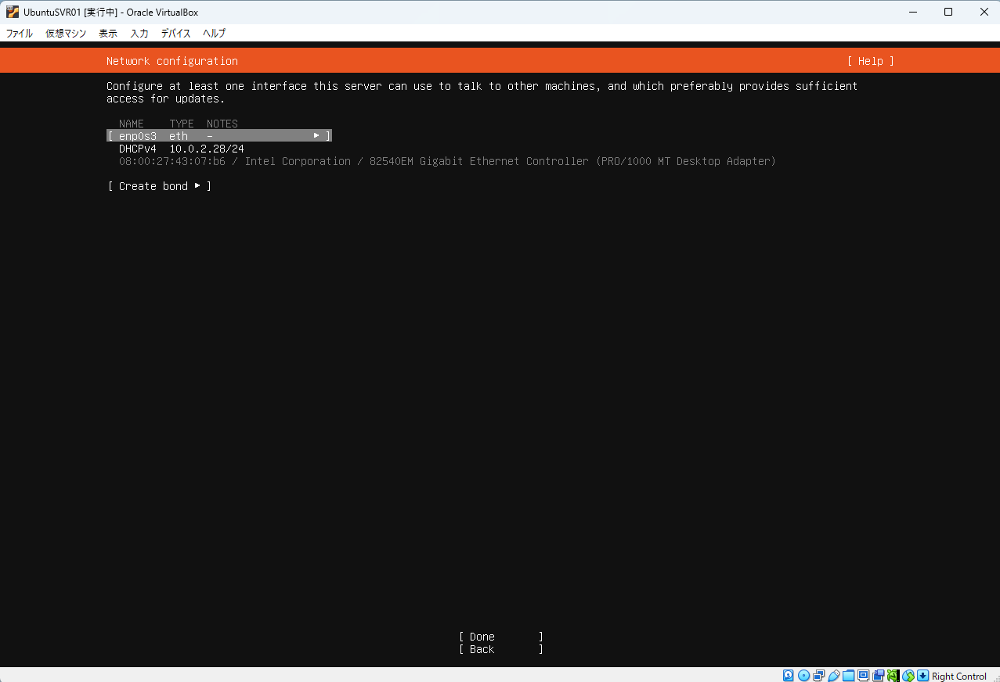 UbuntuSVR01 [実行中] - Oracle VirtualBox
ファイル 仮想マシン 表示 入力 デバイス ヘルプ
Network configuration [ Help ]
Configure at least one interface this server can use to talk to other machines, and which preferably provides sufficient
access for updates.
NAME TYPE NOTES
[ enp0s3 eth – ▸ ]
DHCPv4 10.0.2.28/24
08:00:27:43:07:b6 / Intel Corporation / 82540EM Gigabit Ethernet Controller (PRO/1000 MT Desktop Adapter)
[ Create bond ▸ ]
[ Done ]
[ Back ]
Right Control